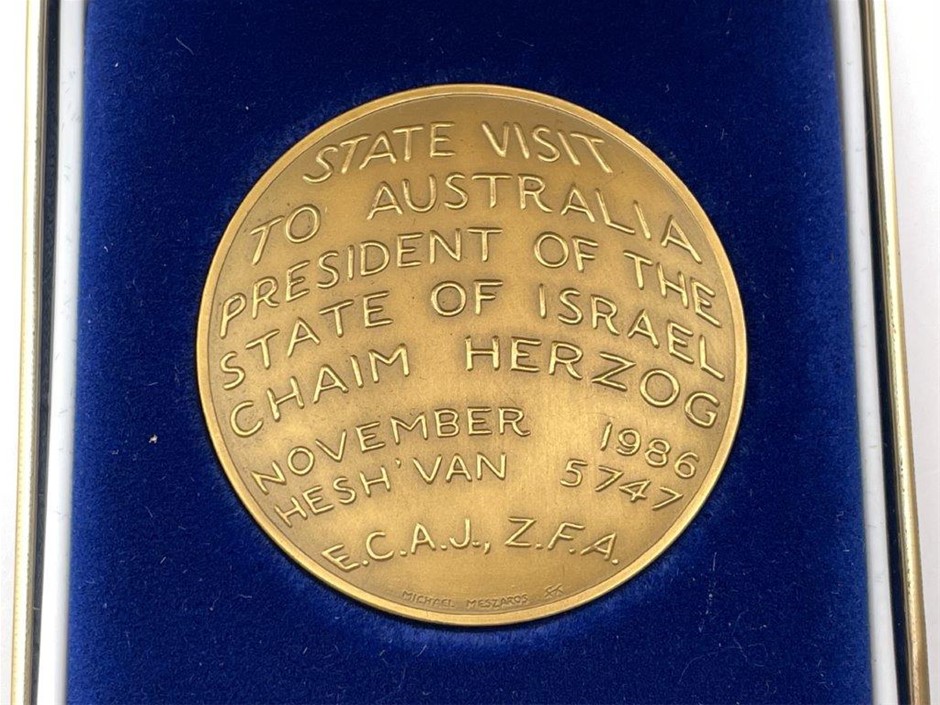 STATE VISIT
TO AUSTRALIA
PRESIDENT OF THE
STATE OF ISRAEL
CHAIM HERZOG
NOVEMBER 1986
HESH'VAN 5747
E.C.A.J., Z.F.A.
MICHAEL MESZAROS